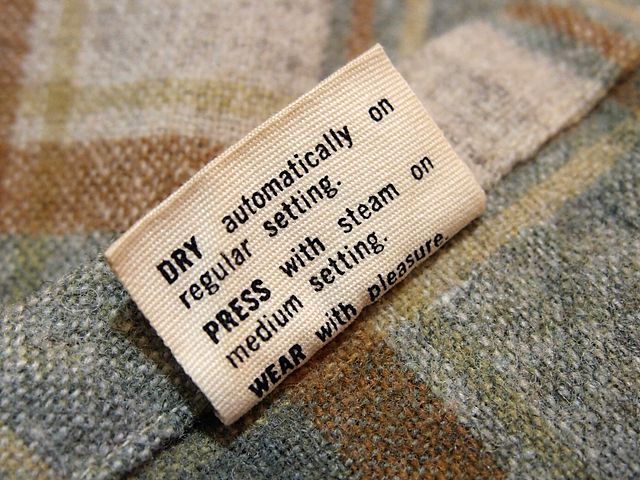 DRY automatically on
regular setting.
PRESS with steam on
medium setting.
WEAR with pleasure.